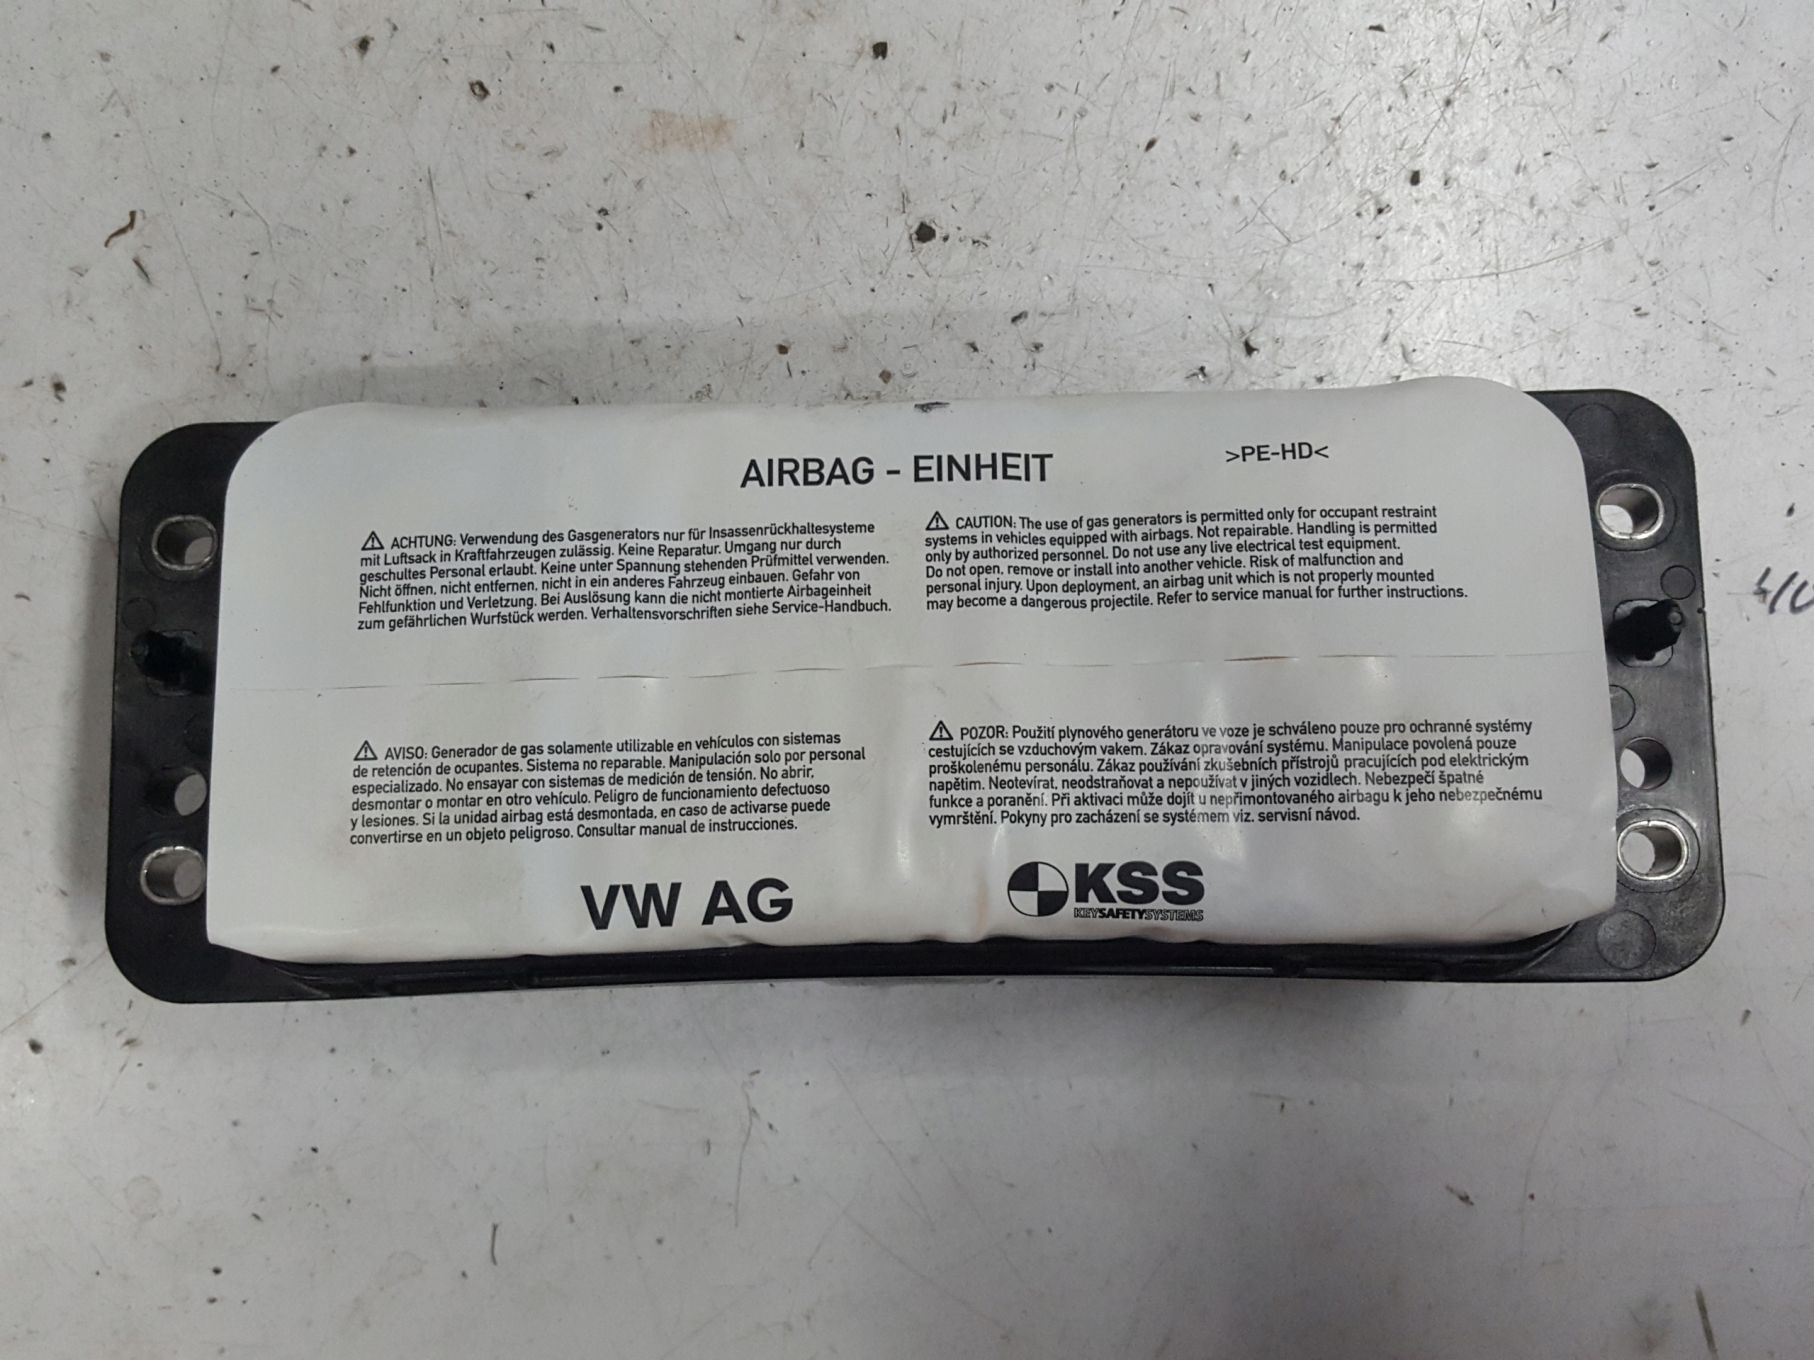 AIRBAG - EINHEIT
>PE-HD<
ACHTUNG: Verwendung des Gasgenerators nur für Insassenrückhaltesysteme
mit Luftsack in Kraftfahrzeugen zulässig. Keine Reparatur. Umgang nur durch
geschultes Personal erlaubt. Keine unter Spannung stehenden Prüfmittel verwenden.
Nicht öffnen, nicht entfernen, nicht in ein anderes Fahrzeug einbauen. Gefahr von
Fehlfunktion und Verletzung. Bei Auslösung kann die nicht montierte Airbageinheit
zum gefährlichen Wurfstück werden. Verhaltensvorschriften siehe Service-Handbuch.
CAUTION: The use of gas generators is permitted only for occupant restraint
systems in vehicles equipped with airbags. Not repairable. Handling is permitted
only by authorized personnel. Do not use any live electrical test equipment.
Do not open, remove or install into another vehicle. Risk of malfunction and
personal injury. Upon deployment, an airbag unit which is not properly mounted
may become a dangerous projectile. Refer to service manual for further instructions.
AVISO: Generador de gas solamente utilizable en vehículos con sistemas
de retención de ocupantes. Sistema no reparable. Manipulación solo por personal
especializado. No ensayar con sistemas de medición de tensión. No abrir,
desmontar o montar en otro vehículo. Peligro de funcionamiento defectuoso
y lesiones. Si la unidad airbag está desmontada, en caso de activarse puede
convertirse en un objeto peligroso. Consultar manual de instrucciones.
POZOR: Použití plynového generátoru ve voze je schváleno pouze pro ochranné systémy
cestujících se vzduchovým vakem. Zákaz opravování systému. Manipulace povolená pouze
proškolenému personálu. Zákaz používání zkušebních přístrojů pracujících pod elektrickým
napětím. Neotevírat, neodstraňovat a nepoužívat v jiných vozidlech. Nebezpečí špatné
funkce a poranění. Při aktivaci může dojít u nepřimontovaného airbagu k jeho nebezpečnému
vymrštění. Pokyny pro zacházení se systémem viz. servisní návod.
VW AG
KSS
KEYSAFETYSYSTEMS